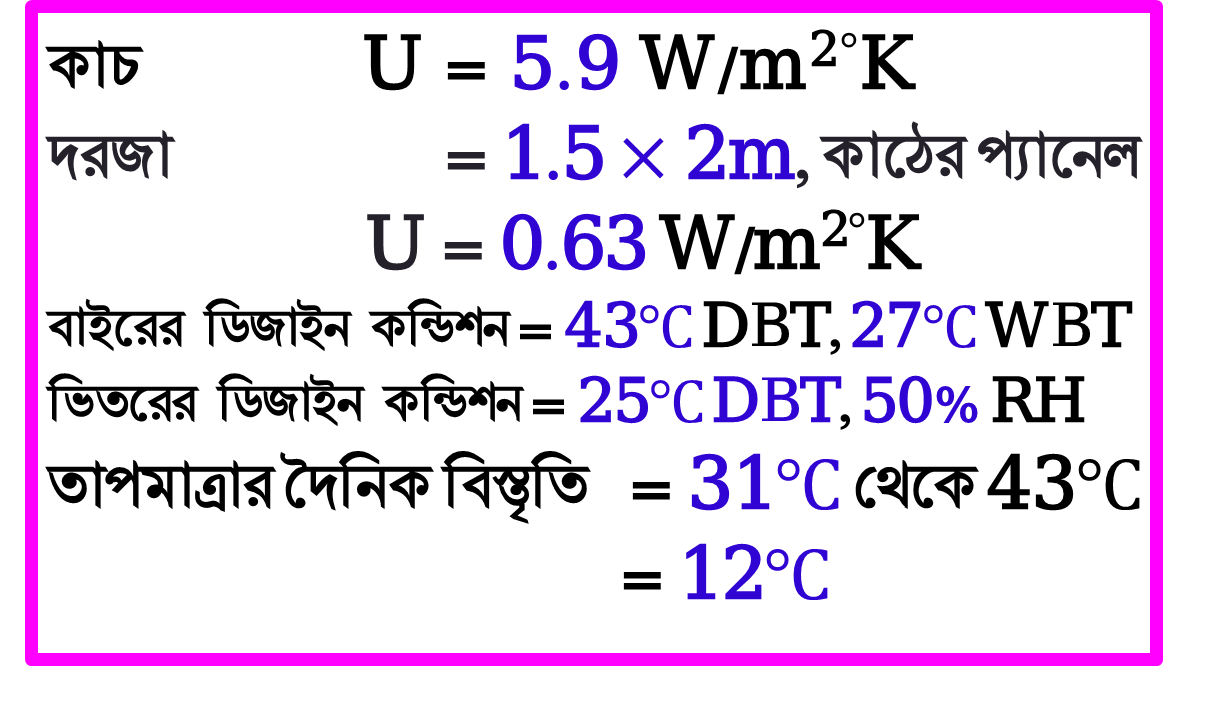 কাচ U = 5.9 W/m²°K
দরজা = 1.5 × 2m, কাঠের প্যানেল
U = 0.63 W/m²°K
বাইরের ডিজাইন কন্ডিশন = 43°C DBT, 27°C WBT
ভিতরের ডিজাইন কন্ডিশন = 25°C DBT, 50% RH
তাপমাত্রার দৈনিক বিস্তৃতি = 31°C থেকে 43°C
= 12°C